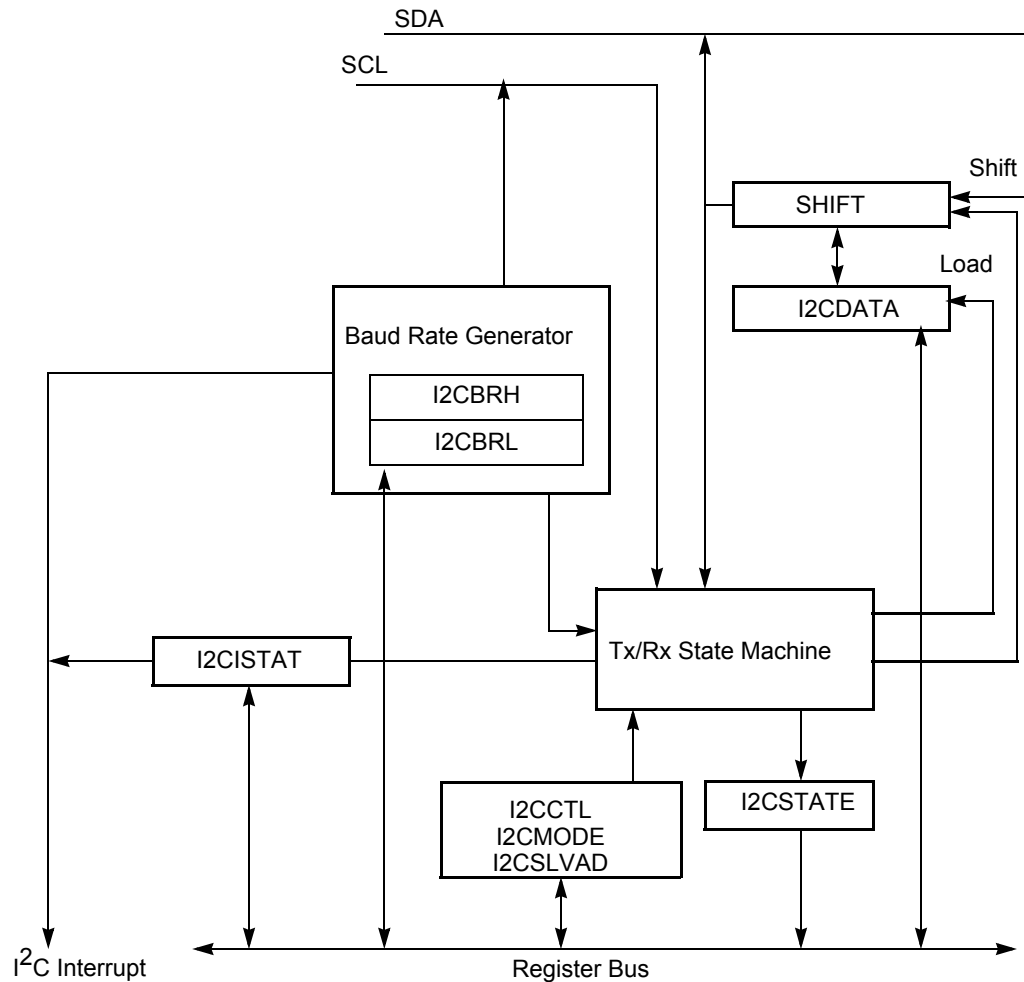 SDA
SCL
Shift
SHIFT
Load
I2CDATA
Baud Rate Generator
I2CBRH
I2CBRL
Tx/Rx State Machine
I2CISTAT
I2CCTL
I2CMODE
I2CSLVAD
I2CSTATE
I²C Interrupt
Register Bus